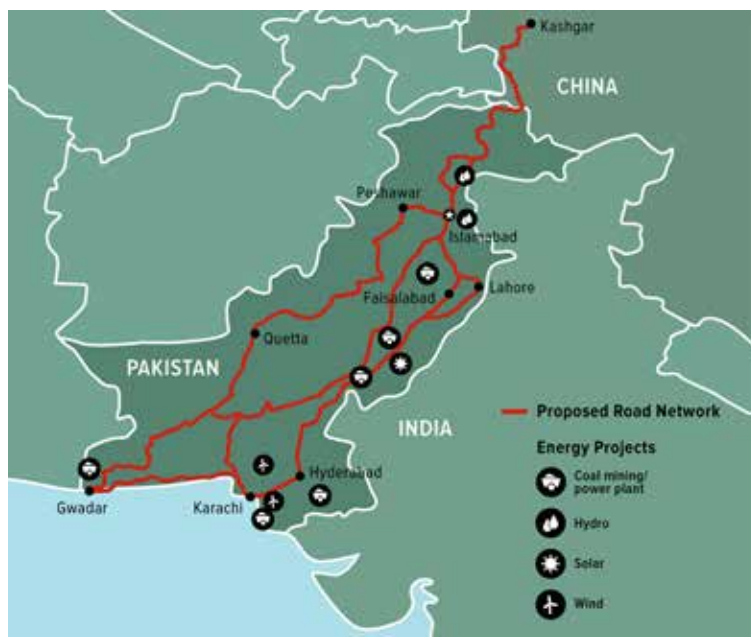 Kashgar
CHINA
Peshawar
Islamabad
Faisalabad
Lahore
Quetta
PAKISTAN
INDIA
Hyderabad
Gwadar
Karachi
Proposed Road Network
Energy Projects
Coal mining/
power plant
Hydro
Solar
Wind